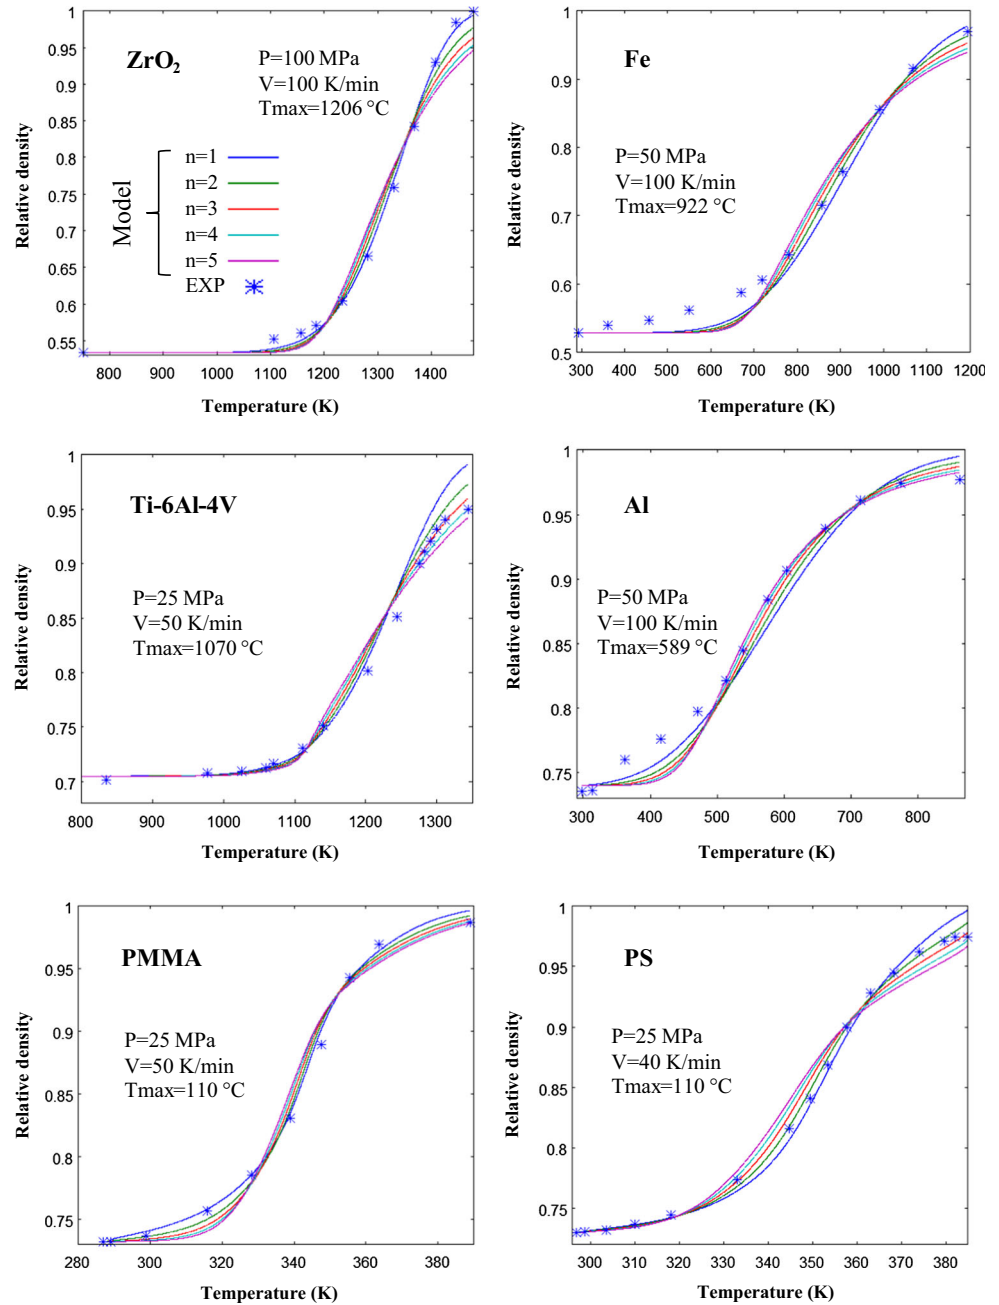 ZrO2
P=100 MPa
V=100 K/min
Tmax=1206 °C
Model
n=1
n=2
n=3
n=4
n=5
EXP
Relative density
1
0.95
0.9
0.85
0.8
0.75
0.7
0.65
0.6
0.55
800 900 1000 1100 1200 1300 1400
Temperature (K)
Fe
P=50 MPa
V=100 K/min
Tmax=922 °C
Relative density
1
0.9
0.8
0.7
0.6
0.5
300 400 500 600 700 800 900 1000 1100 1200
Temperature (K)
Ti-6Al-4V
P=25 MPa
V=50 K/min
Tmax=1070 °C
Relative density
1
0.95
0.9
0.85
0.8
0.75
0.7
800 900 1000 1100 1200 1300
Temperature (K)
Al
P=50 MPa
V=100 K/min
Tmax=589 °C
Relative density
1
0.95
0.9
0.85
0.8
0.75
300 400 500 600 700 800
Temperature (K)
PMMA
P=25 MPa
V=50 K/min
Tmax=110 °C
Relative density
1
0.95
0.9
0.85
0.8
0.75
280 300 320 340 360 380
Temperature (K)
PS
P=25 MPa
V=40 K/min
Tmax=110 °C
Relative density
1
0.95
0.9
0.85
0.8
0.75
300 310 320 330 340 350 360 370 380
Temperature (K)